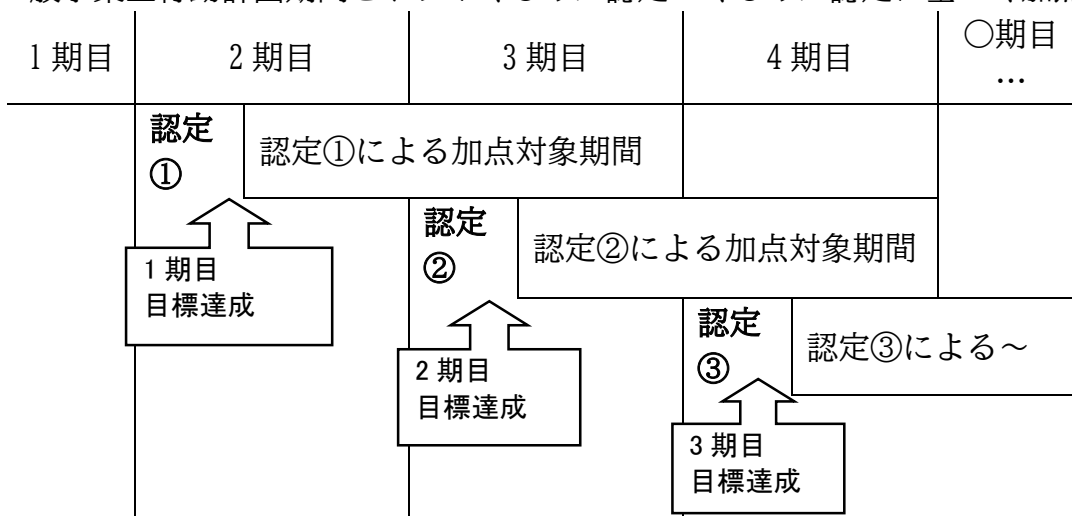 1期目
2期目
3期目
4期目
○期目
…
認定
①
認定①による加点対象期間
1期目
目標達成
認定
②
認定②による加点対象期間
2期目
目標達成
認定
③
認定③による～
3期目
目標達成